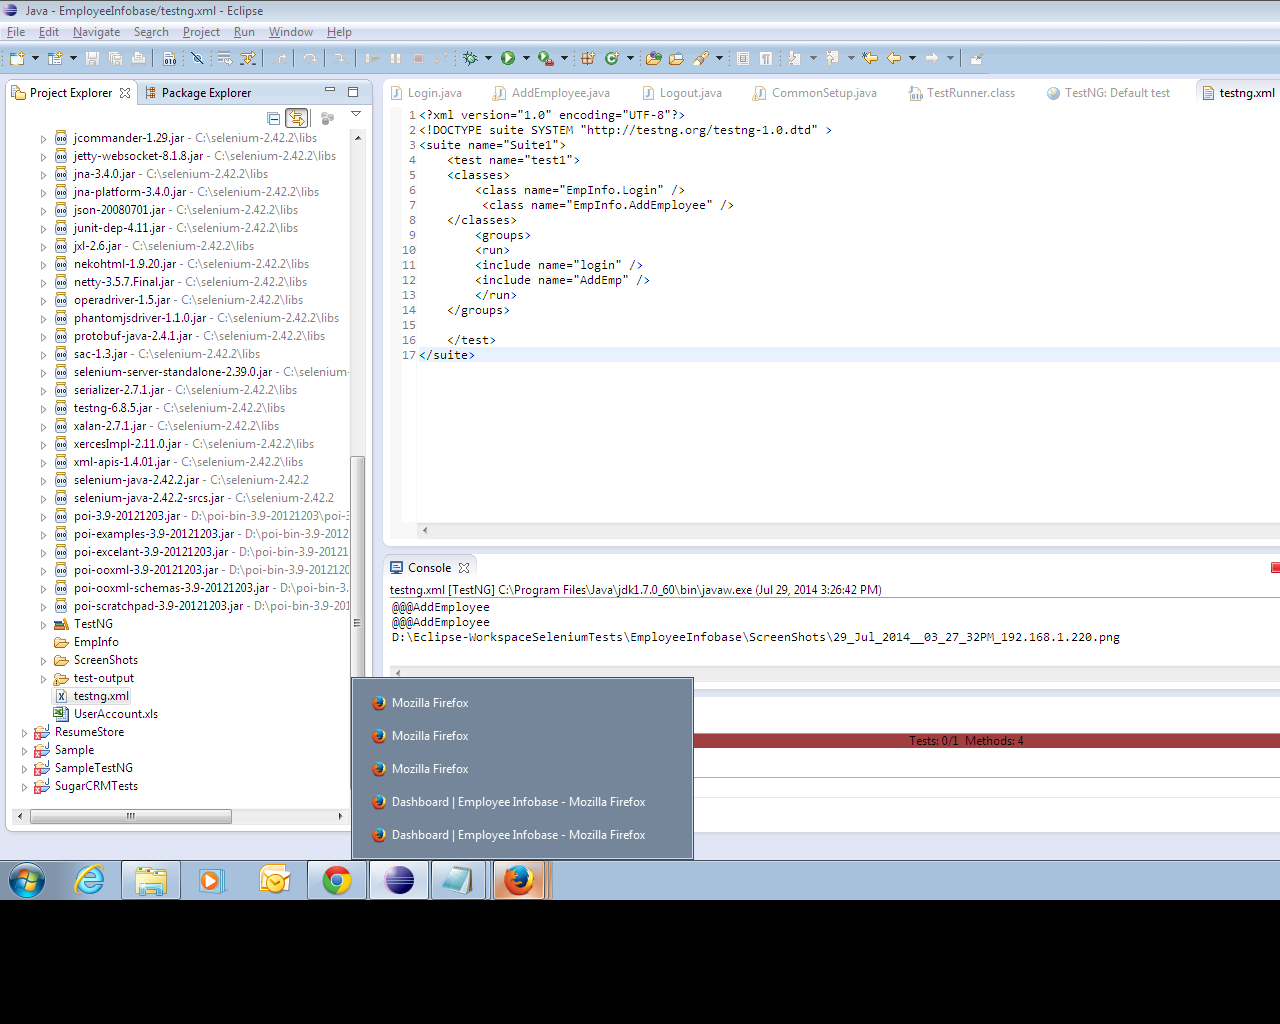 Java - EmployeeInfobase/testng.xml - Eclipse
File Edit Navigate Search Project Run Window Help
Project Explorer Package Explorer
jcommander-1.29.jar - C:\selenium-2.42.2\libs
jetty-websocket-8.1.8.jar - C:\selenium-2.42.2\libs
jna-3.4.0.jar - C:\selenium-2.42.2\libs
jna-platform-3.4.0.jar - C:\selenium-2.42.2\libs
json-20080701.jar - C:\selenium-2.42.2\libs
junit-dep-4.11.jar - C:\selenium-2.42.2\libs
jxl-2.6.jar - C:\selenium-2.42.2\libs
nekohtml-1.9.20.jar - C:\selenium-2.42.2\libs
netty-3.5.7.Final.jar - C:\selenium-2.42.2\libs
operadriver-1.5.jar - C:\selenium-2.42.2\libs
phantomjsdriver-1.1.0.jar - C:\selenium-2.42.2\libs
protobuf-java-2.4.1.jar - C:\selenium-2.42.2\libs
sac-1.3.jar - C:\selenium-2.42.2\libs
selenium-server-standalone-2.39.0.jar - C:\selenium-
serializer-2.7.1.jar - C:\selenium-2.42.2\libs
testng-6.8.5.jar - C:\selenium-2.42.2\libs
xalan-2.7.1.jar - C:\selenium-2.42.2\libs
xercesImpl-2.11.0.jar - C:\selenium-2.42.2\libs
xml-apis-1.4.01.jar - C:\selenium-2.42.2\libs
selenium-java-2.42.2.jar - C:\selenium-2.42.2
selenium-java-2.42.2-srcs.jar - C:\selenium-2.42.2
poi-3.9-20121203.jar - D:\poi-bin-3.9-20121203\poi-3
poi-examples-3.9-20121203.jar - D:\poi-bin-3.9-2012
poi-excelant-3.9-20121203.jar - D:\poi-bin-3.9-20121
poi-ooxml-3.9-20121203.jar - D:\poi-bin-3.9-2012120
poi-ooxml-schemas-3.9-20121203.jar - D:\poi-bin-3.
poi-scratchpad-3.9-20121203.jar - D:\poi-bin-3.9-201
TestNG
EmpInfo
ScreenShots
test-output
testng.xml
UserAccount.xls
ResumeStore
Sample
SampleTestNG
SugarCRMTests
Login.java AddEmployee.java Logout.java CommonSetup.java TestRunner.class TestNG: Default test testng.xml
1 <?xml version="1.0" encoding="UTF-8"?>
2 <!DOCTYPE suite SYSTEM "http://testng.org/testng-1.0.dtd" >
3 <suite name="Suite1">
4 <test name="test1">
5 <classes>
6 <class name="EmpInfo.Login" />
7 <class name="EmpInfo.AddEmployee" />
8 </classes>
9 <groups>
10 <run>
11 <include name="login" />
12 <include name="AddEmp" />
13 </run>
14 </groups>
15
16 </test>
17 </suite>
Console
testng.xml [TestNG] C:\Program Files\Java\jdk1.7.0_60\bin\javaw.exe (Jul 29, 2014 3:26:42 PM)
@@@AddEmployee
@@@AddEmployee
D:\Eclipse-WorkspaceSeleniumTests\EmployeeInfobase\ScreenShots\29_Jul_2014__03_27_32PM_192.168.1.220.png
Tests: 0/1 Methods: 4
Mozilla Firefox
Mozilla Firefox
Mozilla Firefox
Dashboard | Employee Infobase - Mozilla Firefox
Dashboard | Employee Infobase - Mozilla Firefox